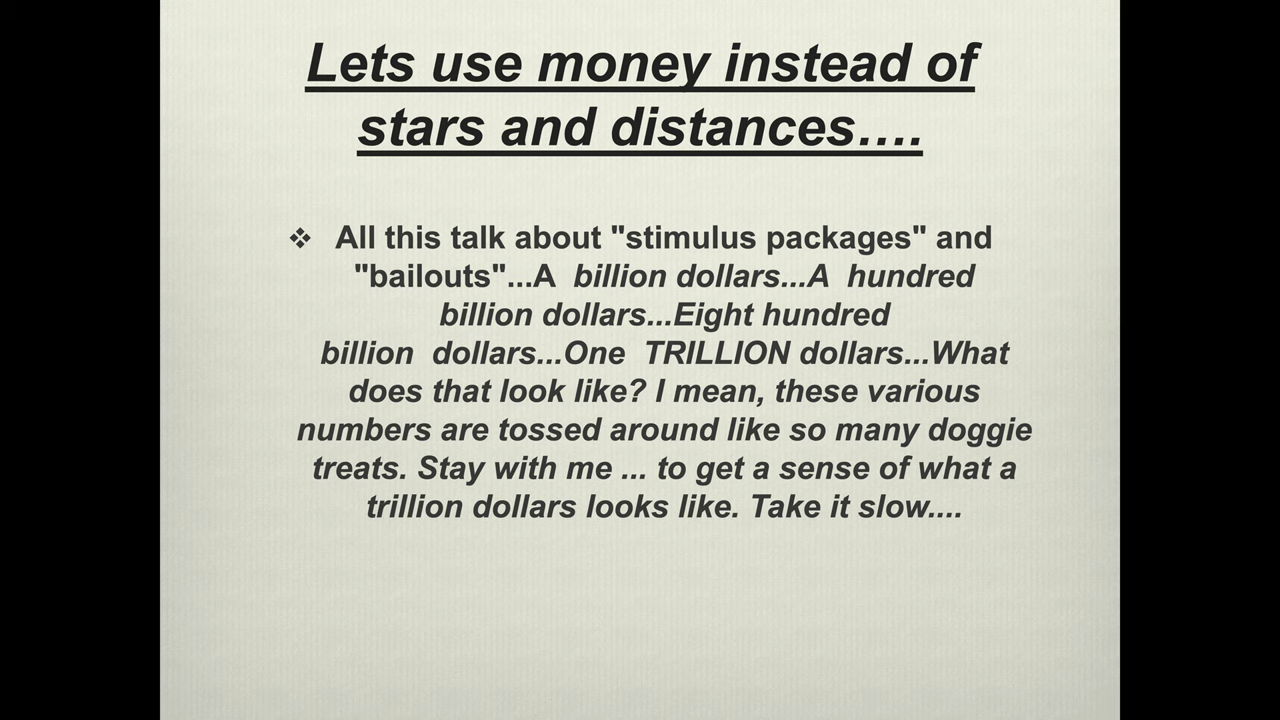 Lets use money instead of
stars and distances….
❖ All this talk about "stimulus packages" and
"bailouts"...A  billion dollars...A  hundred
billion dollars...Eight hundred
billion  dollars...One  TRILLION dollars...What
does that look like? I mean, these various
numbers are tossed around like so many doggie
treats. Stay with me ... to get a sense of what a
trillion dollars looks like. Take it slow....